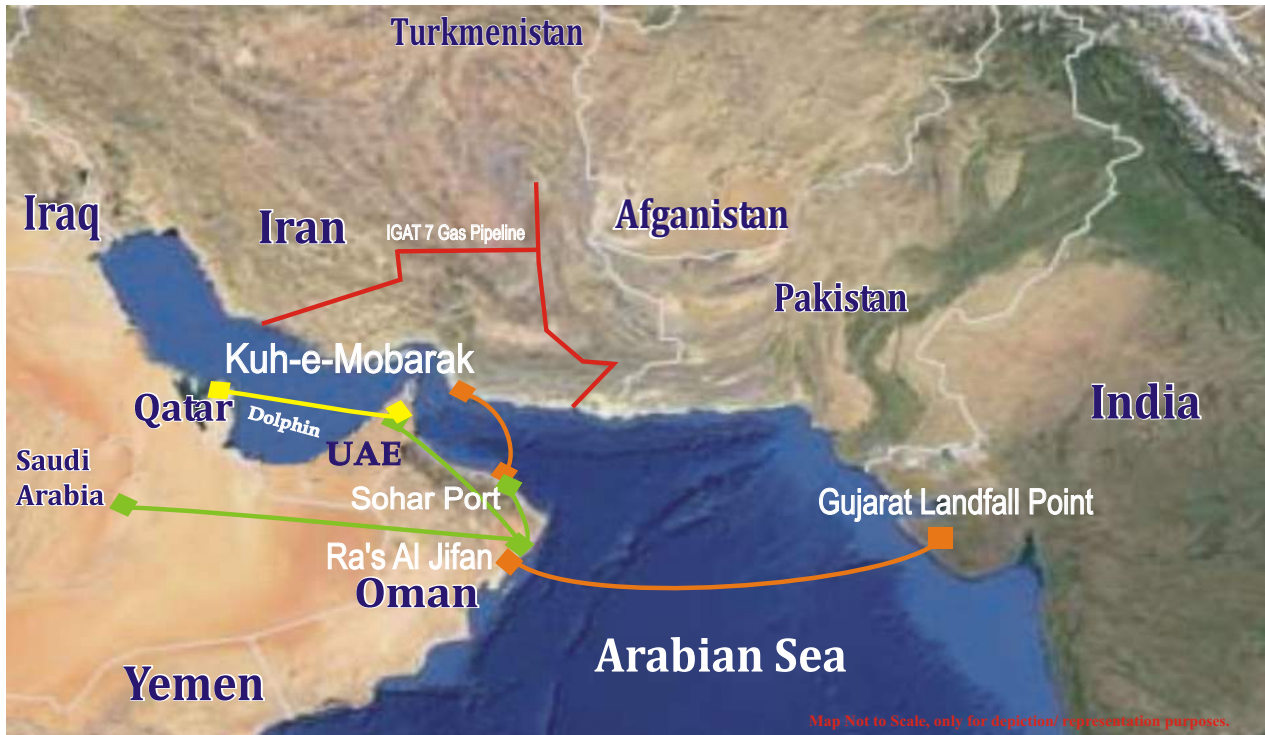 Turkmenistan
Iraq
Iran
IGAT 7 Gas Pipeline
Afganistan
Pakistan
Kuh-e-Mobarak
Qatar
Dolphin
India
UAE
Saudi
Arabia
Sohar Port
Gujarat Landfall Point
Ra's Al Jifan
Oman
Arabian Sea
Yemen
Map Not to Scale, only for depiction/ representation purposes.